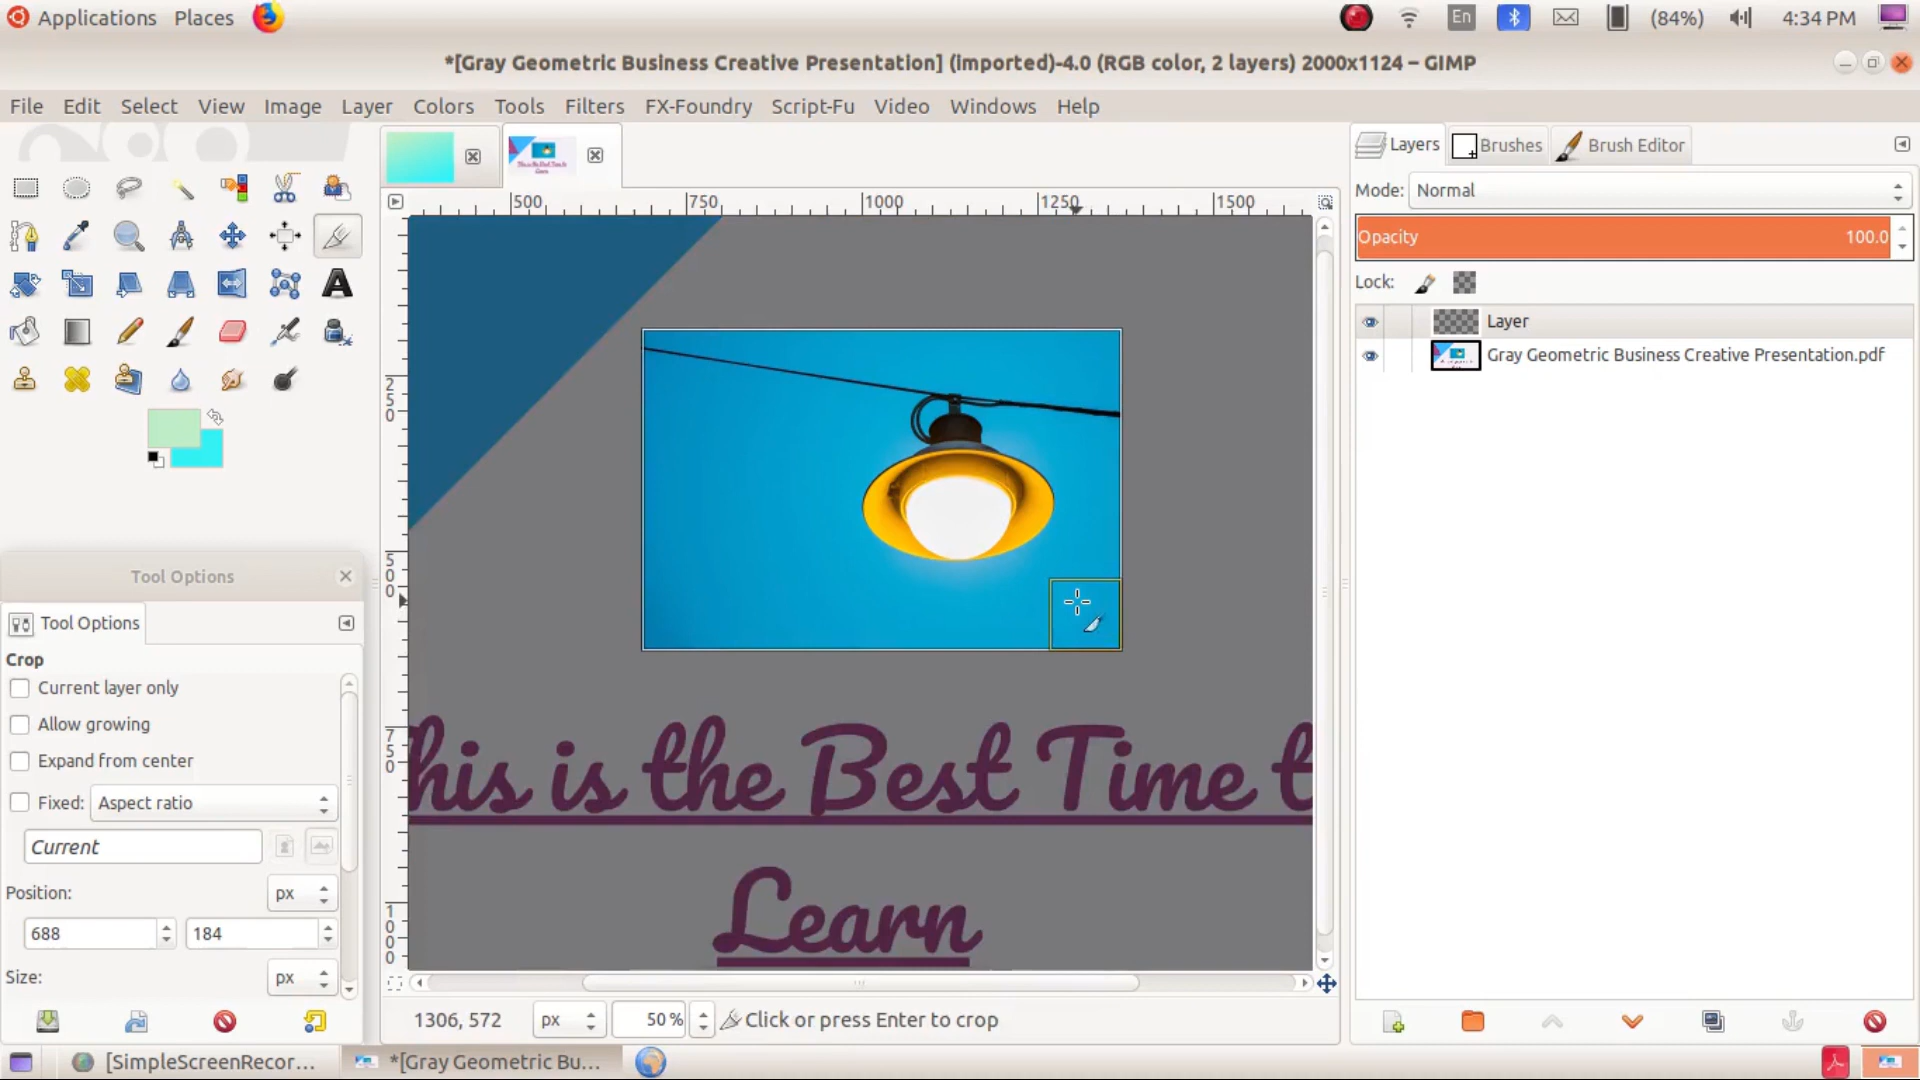 Applications Places En (84%) 4:34 PM
*[Gray Geometric Business Creative Presentation] (imported)-4.0 (RGB color, 2 layers) 2000x1124 – GIMP
File Edit Select View Image Layer Colors Tools Filters FX-Foundry Script-Fu Video Windows Help
Layers Brushes Brush Editor
500 750 1000 1250 1500
Mode: Normal
Opacity 100.0
Lock:
Layer
Gray Geometric Business Creative Presentation.pdf
250
500
750
1000
Tool Options
Tool Options
Crop
Current layer only
Allow growing
Expand from center
Fixed: Aspect ratio
Current
Position: px
688 184
Size: px
his is the Best Time t
Learn
1306, 572 px 50 % Click or press Enter to crop
[SimpleScreenRecor... *[Gray Geometric Bu...